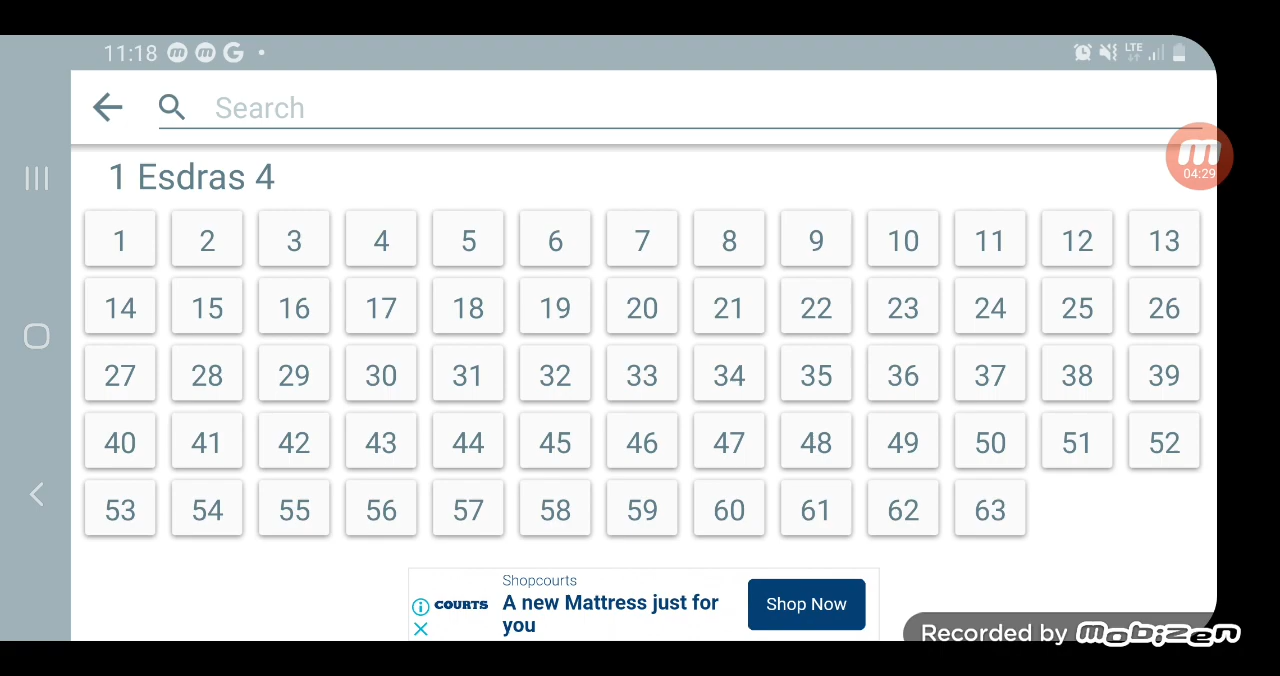 11:18 m m G
LTE
Search
m
04:29
1 Esdras 4
1 2 3 4 5 6 7 8 9 10 11 12 13
14 15 16 17 18 19 20 21 22 23 24 25 26
27 28 29 30 31 32 33 34 35 36 37 38 39
40 41 42 43 44 45 46 47 48 49 50 51 52
53 54 55 56 57 58 59 60 61 62 63
Shopcourts
COURTS
A new Mattress just for
you
Shop Now
Recorded by mobizen